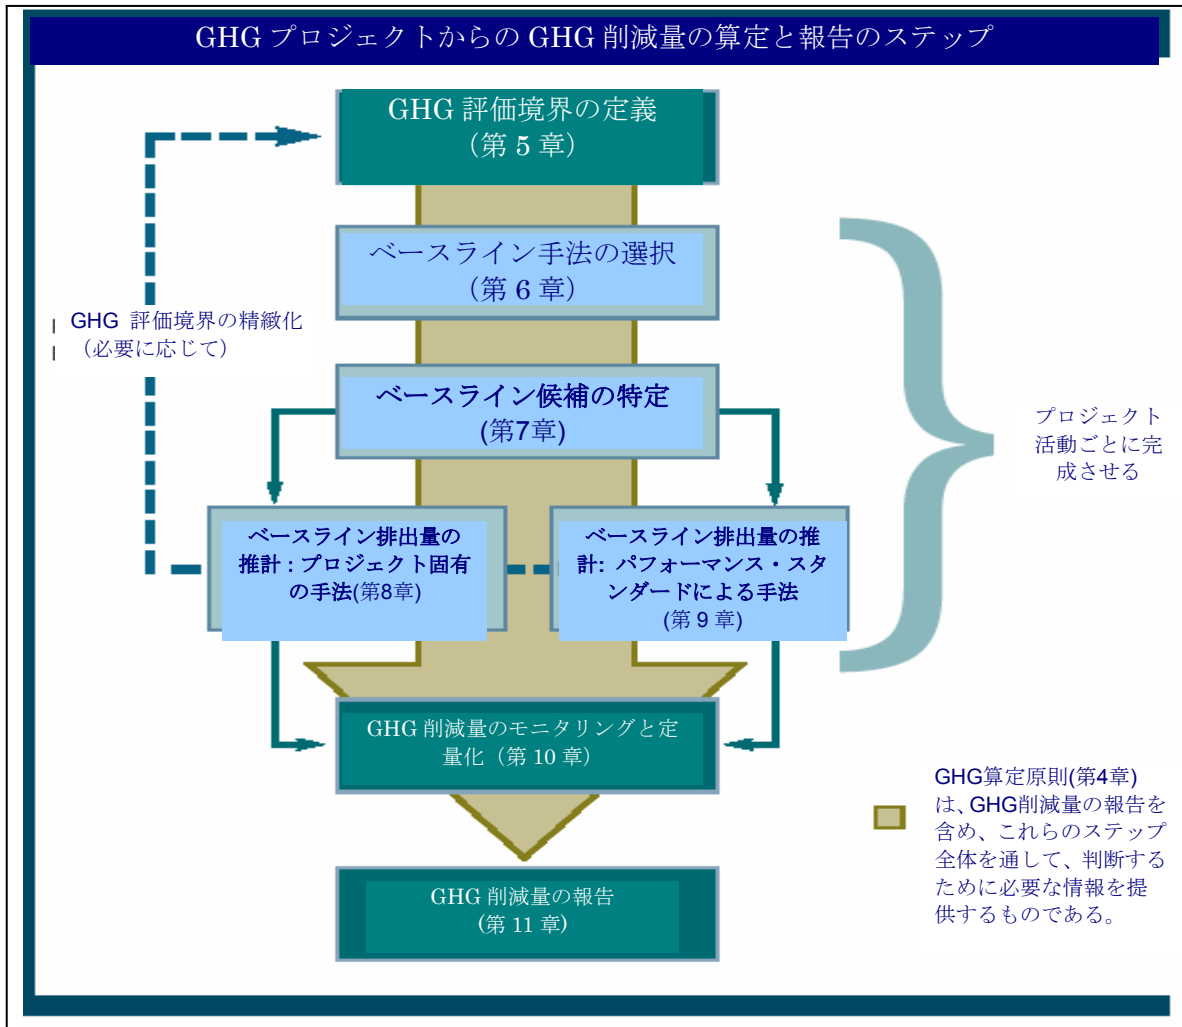 GHG プロジェクトからの GHG 削減量の算定と報告のステップ
GHG 評価境界の定義
（第 5 章）
ベースライン手法の選択
（第 6 章）
GHG 評価境界の精緻化
（必要に応じて）
ベースライン候補の特定
(第7章)
プロジェクト
活動ごとに完
成させる
ベースライン排出量の
推計：プロジェクト固有
の手法(第8章)
ベースライン排出量の推
計: パフォーマンス・スタ
ンダードによる手法
(第 9 章)
GHG 削減量のモニタリングと定
量化（第 10 章）
GHG算定原則(第4章)
は、GHG削減量の報告を
含め、これらのステップ
全体を通して、判断する
ために必要な情報を提
供するものである。
GHG 削減量の報告
(第 11 章)